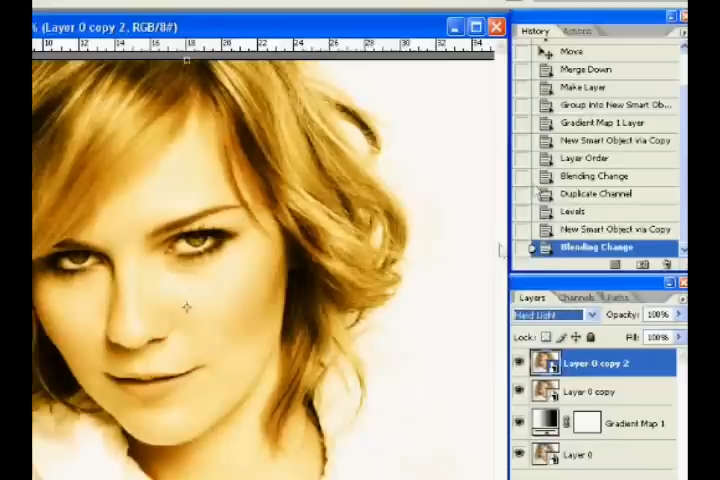 % (Layer 0 copy 2, RGB/8#)
10 12 14 16 18 20 22 24 26 28 30 32 34
History Actions
Move
Merge Down
Make Layer
Group into New Smart Ob...
Gradient Map 1 Layer
New Smart Object via Copy
Layer Order
Blending Change
Duplicate Channel
Levels
New Smart Object via Copy
Blending Change
Layers Channels Paths
Hard Light Opacity: 100%
Lock: Fill: 100%
Layer 0 copy 2
Layer 0 copy
Gradient Map 1
Layer 0